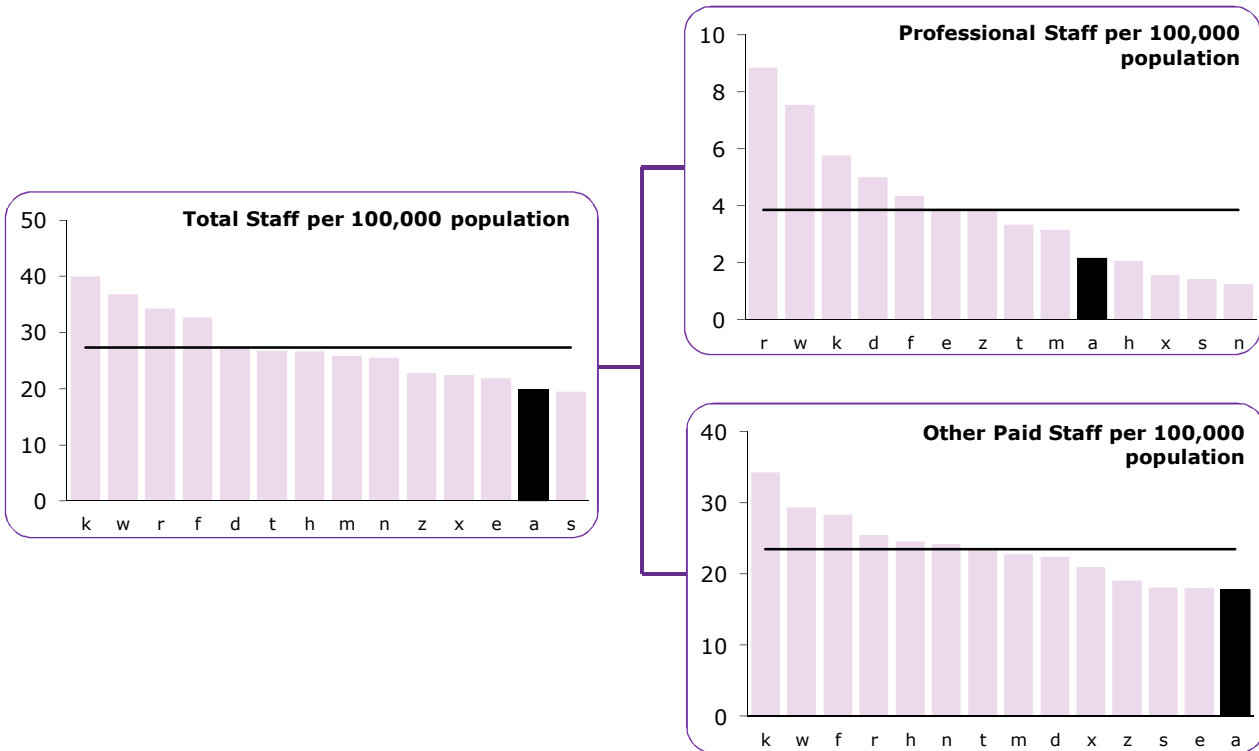 Total Staff per 100,000 population
50
40
30
20
10
0
k w r f d t h m n z x e a s
Professional Staff per 100,000
population
10
8
6
4
2
0
r w k d f e z t m a h x s n
Other Paid Staff per 100,000
population
40
30
20
10
0
k w f r h n t m d x z s e a